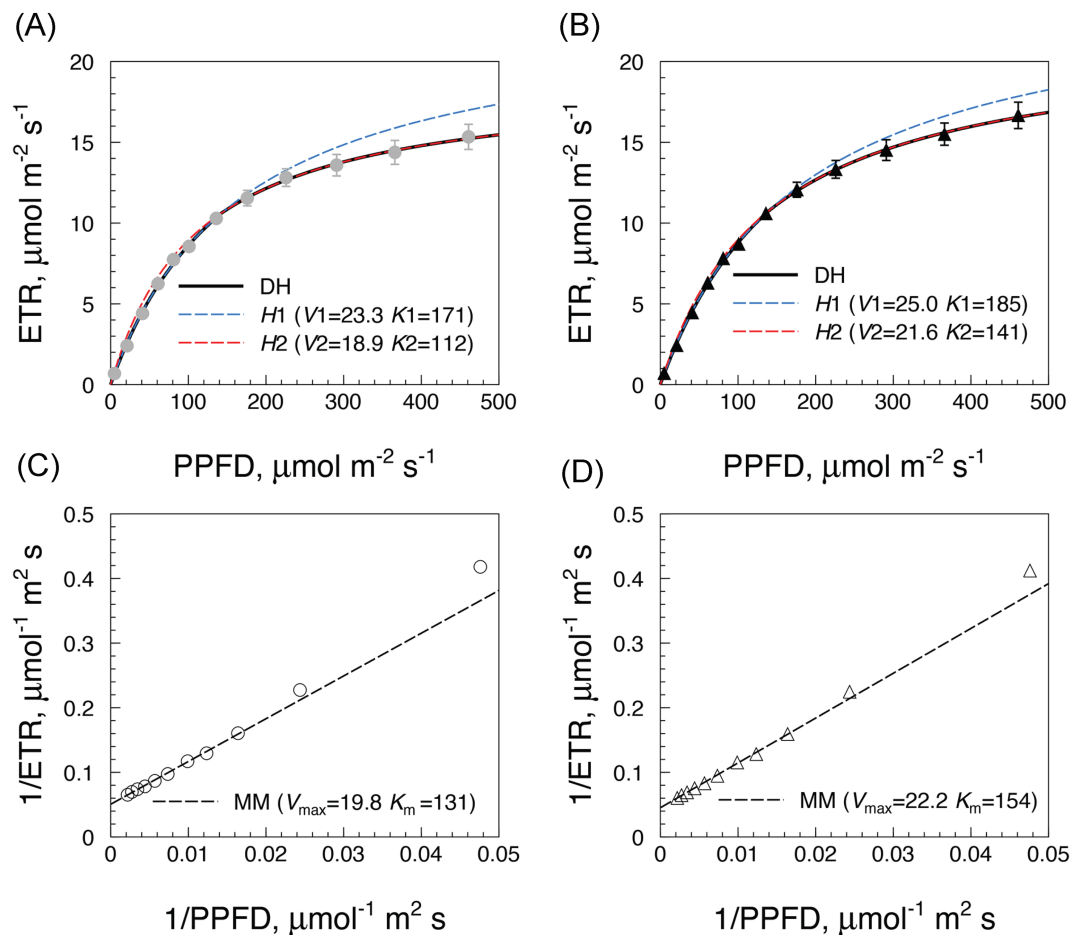 (A)
20
15
10
5
0
ETR, μmol m⁻² s⁻¹
DH
H1 (V1=23.3 K1=171)
H2 (V2=18.9 K2=112)
0 100 200 300 400 500
PPFD, μmol m⁻² s⁻¹
(B)
20
15
10
5
0
ETR, μmol m⁻² s⁻¹
DH
H1 (V1=25.0 K1=185)
H2 (V2=21.6 K2=141)
0 100 200 300 400 500
PPFD, μmol m⁻² s⁻¹
(C)
0.5
0.4
0.3
0.2
0.1
0
1/ETR, μmol⁻¹ m² s
MM (Vmax=19.8 Km=131)
0 0.01 0.02 0.03 0.04 0.05
1/PPFD, μmol⁻¹ m² s
(D)
0.5
0.4
0.3
0.2
0.1
0
1/ETR, μmol⁻¹ m² s
MM (Vmax=22.2 Km=154)
0 0.01 0.02 0.03 0.04 0.05
1/PPFD, μmol⁻¹ m² s